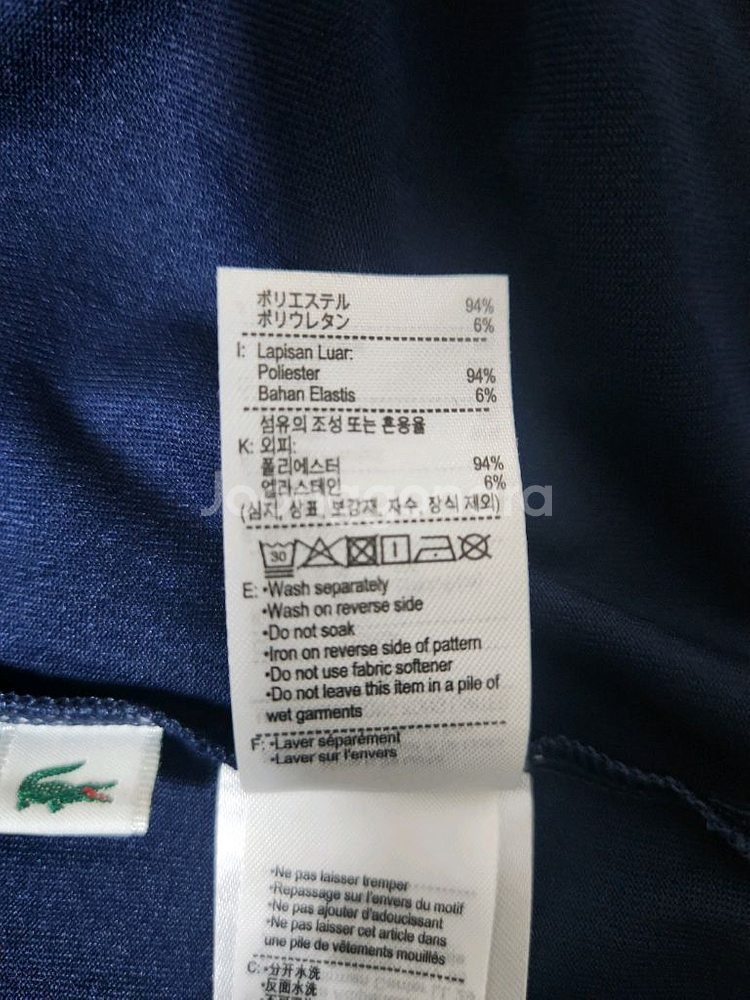 ポリエステル 94%
ポリウレタン 6%
I: Lapisan Luar:
Poliester 94%
Bahan Elastis 6%
섬유의 조성 또는 혼용율
K: 외피:
폴리에스터 94%
엘라스테인 6%
(심지, 상표, 보강재, 자수, 장식 제외)
30
E: •Wash separately
•Wash on reverse side
•Do not soak
•Iron on reverse side of pattern
•Do not use fabric softener
•Do not leave this item in a pile of
wet garments
F: •Laver séparément
•Laver sur l'envers
•Ne pas laisser tremper
•Repassage sur l'envers du motif
•Ne pas ajouter d'adoucissant
•Ne pas laisser cet article dans
une pile de vêtements mouillés
C: •分开水洗
•反面水洗